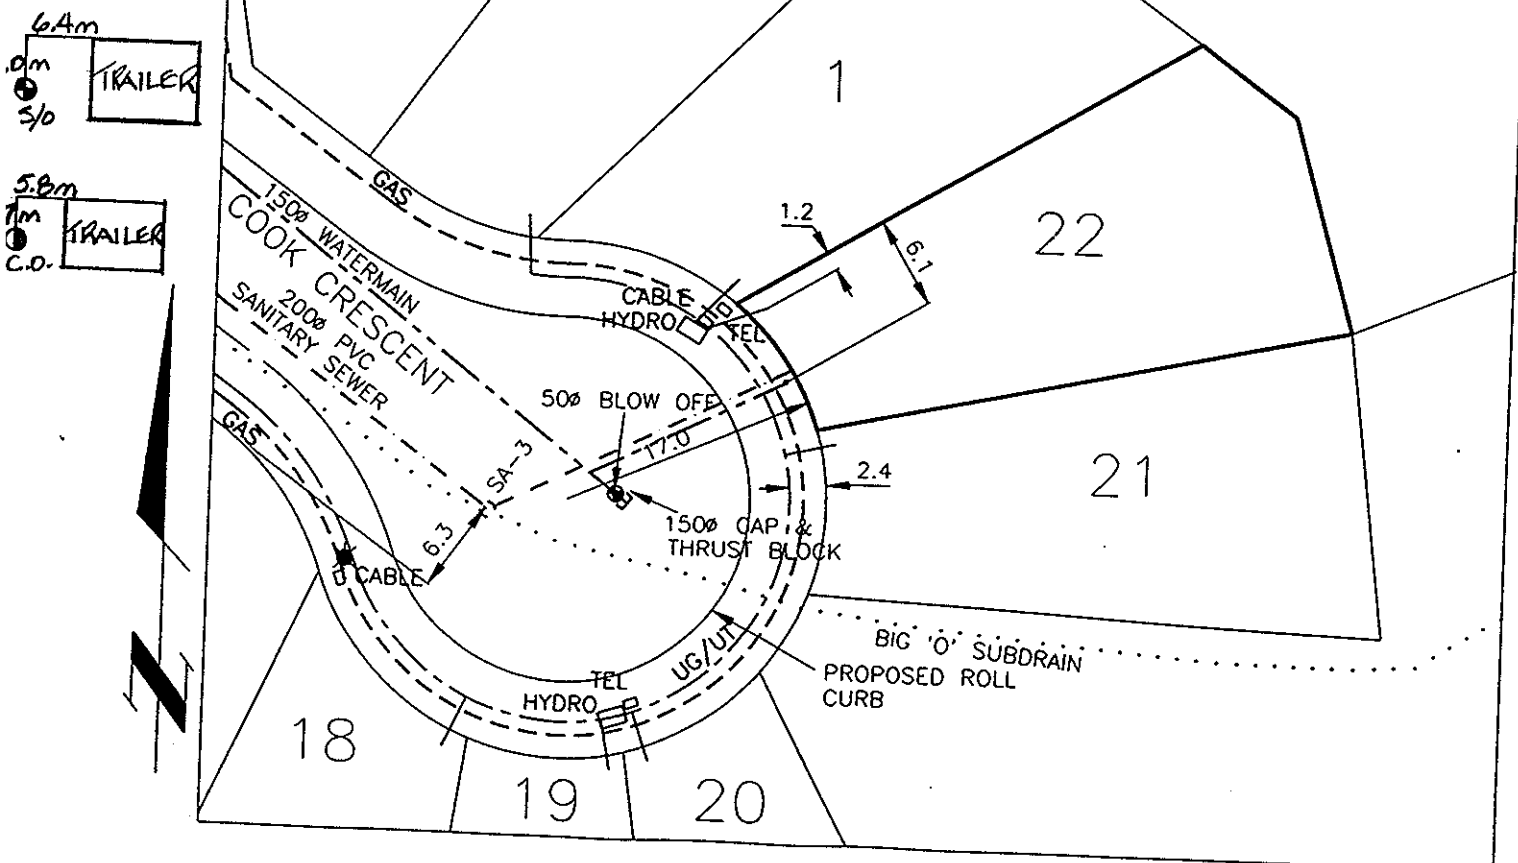 6.4m
.0m
TRAILER
S/O
5.8m
7m
TRAILER
C.O.
GAS
150ø WATERMAIN
COOK CRESCENT
200ø PVC
SANITARY SEWER
GAS
1
1.2
6.1
22
CABLE
HYDRO
TEL
50ø BLOW OFF
17.0
SA-3
6.3
2.4
21
150ø CAP &
THRUST BLOCK
CABLE
BIG 'O' SUBDRAIN
PROPOSED ROLL
CURB
UG/UT
TEL
HYDRO
18
19
20
N